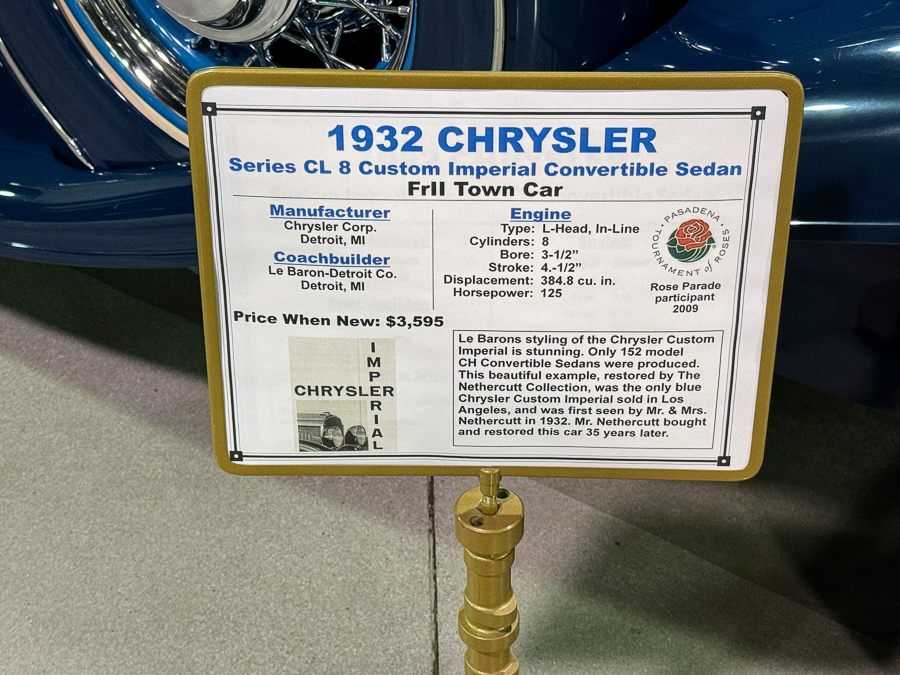 1932 CHRYSLER
Series CL 8 Custom Imperial Convertible Sedan
FrII Town Car
Manufacturer
Chrysler Corp.
Detroit, MI
Coachbuilder
Le Baron-Detroit Co.
Detroit, MI
Engine
Type: L-Head, In-Line
Cylinders: 8
Bore: 3-1/2”
Stroke: 4.-1/2”
Displacement: 384.8 cu. in.
Horsepower: 125
PASADENA
TOURNAMENT of ROSES
Rose Parade
participant
2009
Price When New: $3,595
IMPERIAL
CHRYSLER
Le Barons styling of the Chrysler Custom
Imperial is stunning. Only 152 model
CH Convertible Sedans were produced.
This beautiful example, restored by The
Nethercutt Collection, was the only blue
Chrysler Custom Imperial sold in Los
Angeles, and was first seen by Mr. & Mrs.
Nethercutt in 1932. Mr. Nethercutt bought
and restored this car 35 years later.